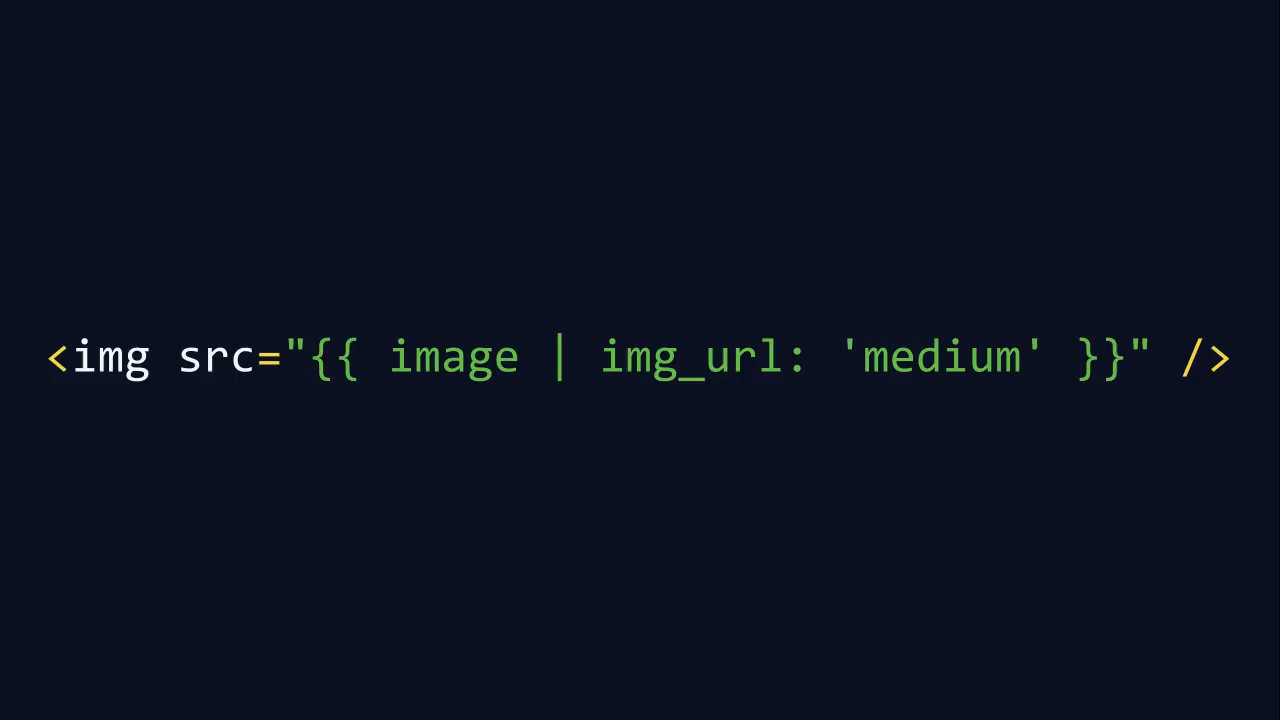 <img src="{{ image | img_url: 'medium' }}" />